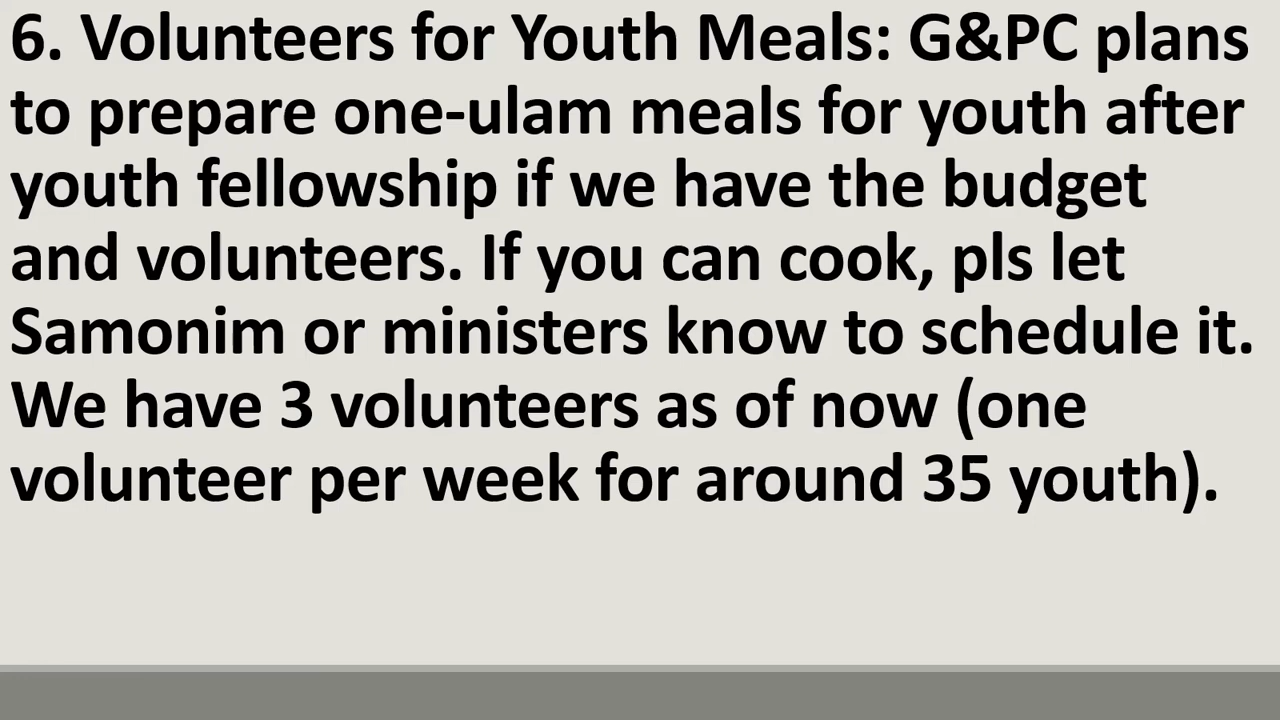 6. Volunteers for Youth Meals: G&PC plans
to prepare one-ulam meals for youth after
youth fellowship if we have the budget
and volunteers. If you can cook, pls let
Samonim or ministers know to schedule it.
We have 3 volunteers as of now (one
volunteer per week for around 35 youth).